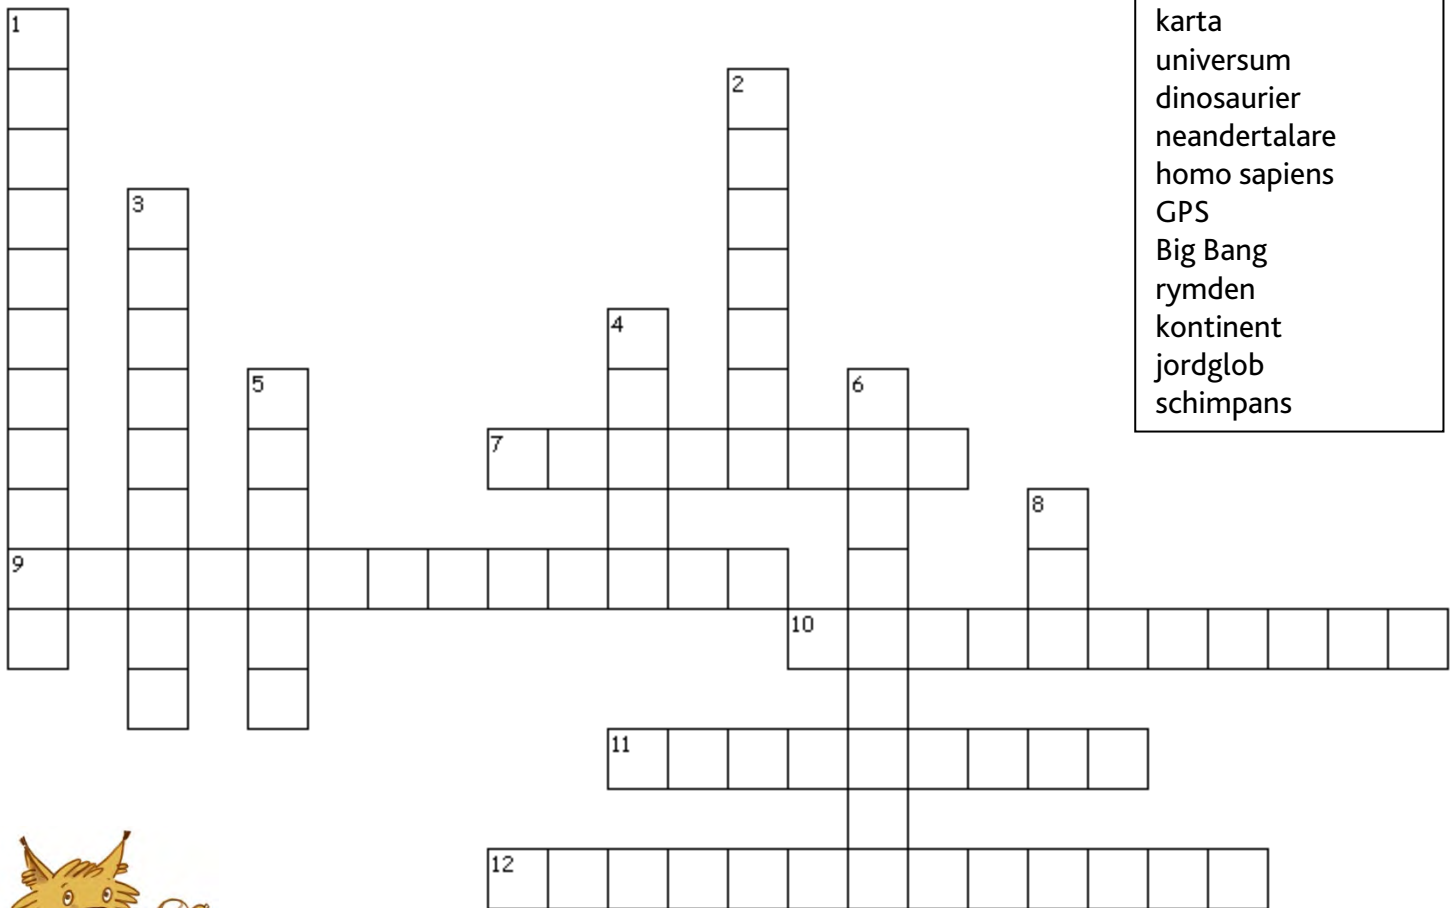 karta
universum
dinosaurier
neandertalare
homo sapiens
GPS
Big Bang
rymden
kontinent
jordglob
schimpans
1
2
3
4
5
6
7
8
9
10
11
12